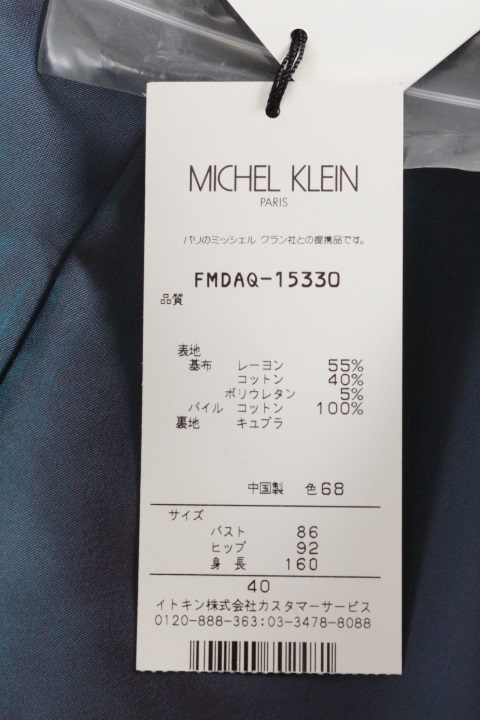 MICHEL KLEIN
PARIS
パリのミッシェル クラン社との提携品です。
FMDAQ-15330
品質
表地
基布 レーヨン 55%
コットン 40%
ポリウレタン 5%
パイル コットン 100%
裏地 キュプラ
中国製 色68
サイズ
バスト 86
ヒップ 92
身長 160
40
イトキン株式会社カスタマーサービス
0120-888-363:03-3478-8088